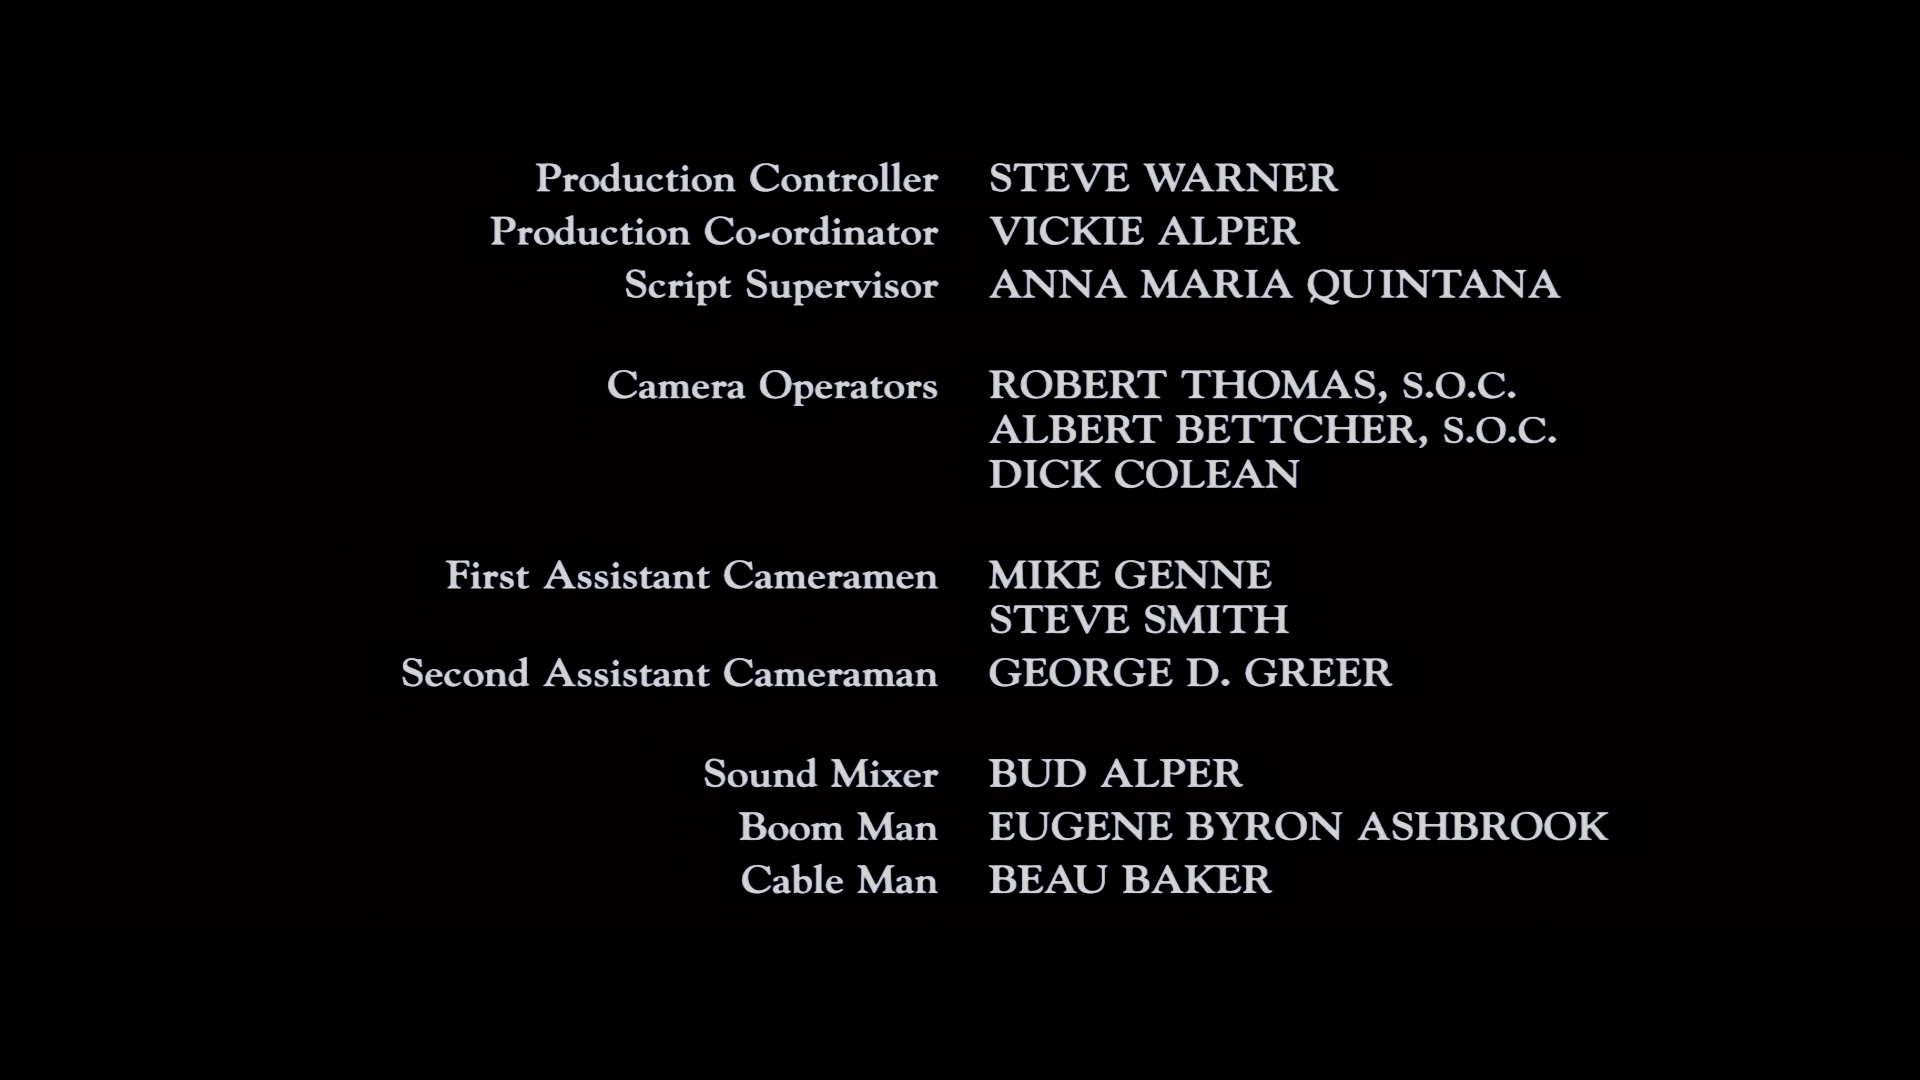 Production Controller STEVE WARNER
Production Co-ordinator VICKIE ALPER
Script Supervisor ANNA MARIA QUINTANA
Camera Operators ROBERT THOMAS, S.O.C.
ALBERT BETTCHER, S.O.C.
DICK COLEAN
First Assistant Cameramen MIKE GENNE
STEVE SMITH
Second Assistant Cameraman GEORGE D. GREER
Sound Mixer BUD ALPER
Boom Man EUGENE BYRON ASHBROOK
Cable Man BEAU BAKER